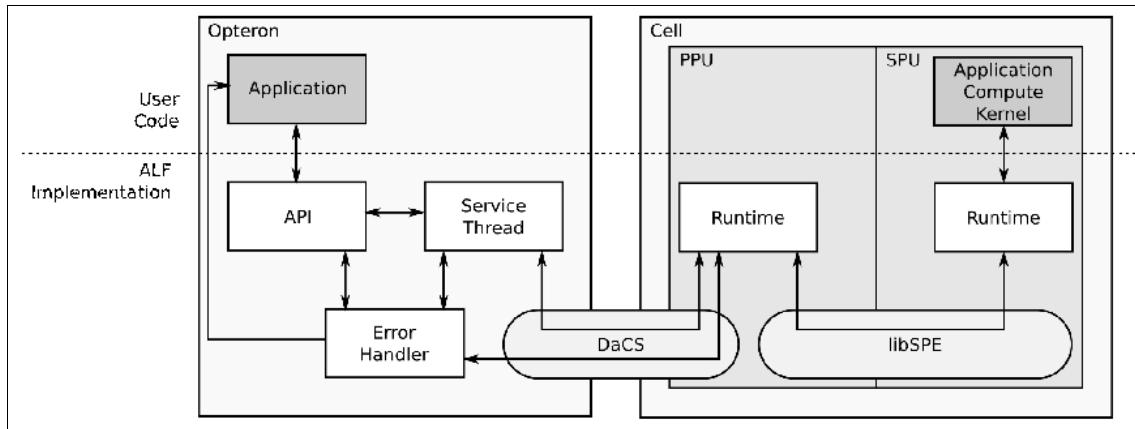 Opteron
Cell
PPU
SPU
Application
Application
Compute
Kernel
User
Code
ALF
Implementation
API
Service
Thread
Runtime
Runtime
Error
Handler
DaCS
libSPE